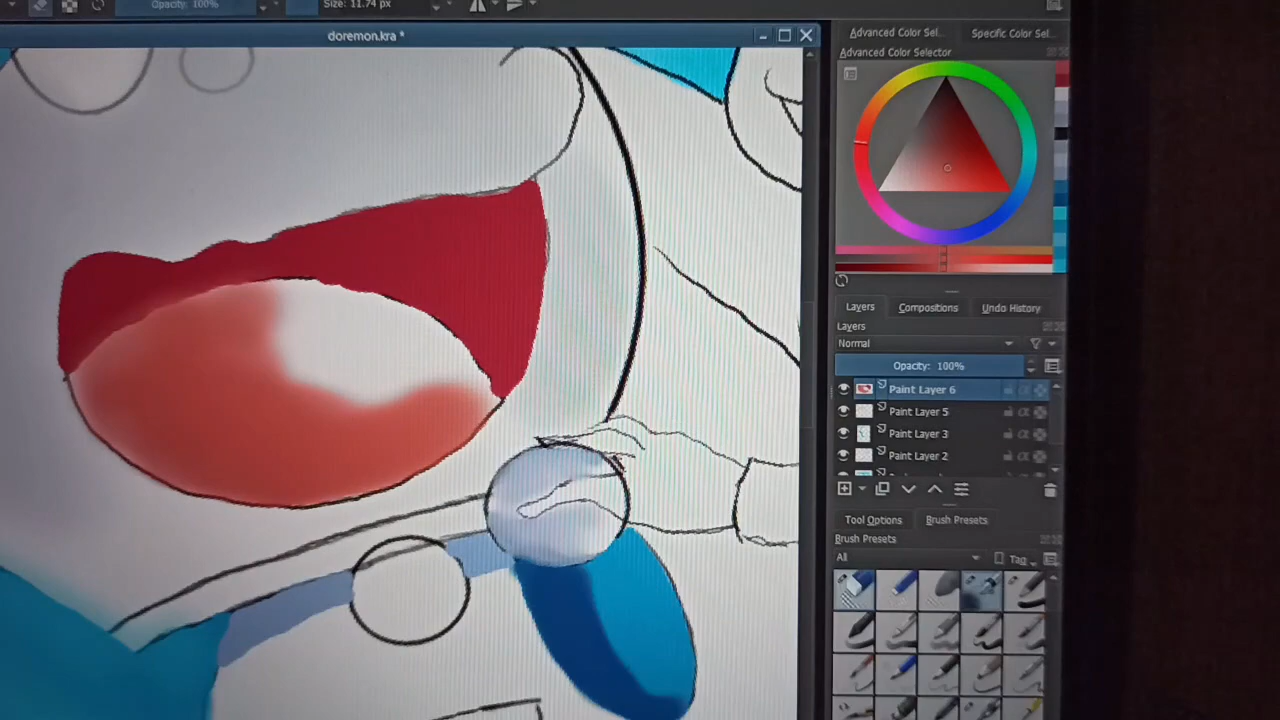 Opacity: 100%
Size: 11.74 px
doremon.kra *
Advanced Color Sel...
Specific Color Sel...
Advanced Color Selector
Layers
Compositions
Undo History
Layers
Normal
Opacity: 100%
Paint Layer 6
Paint Layer 5
Paint Layer 3
Paint Layer 2
Tool Options
Brush Presets
Brush Presets
All
Tag